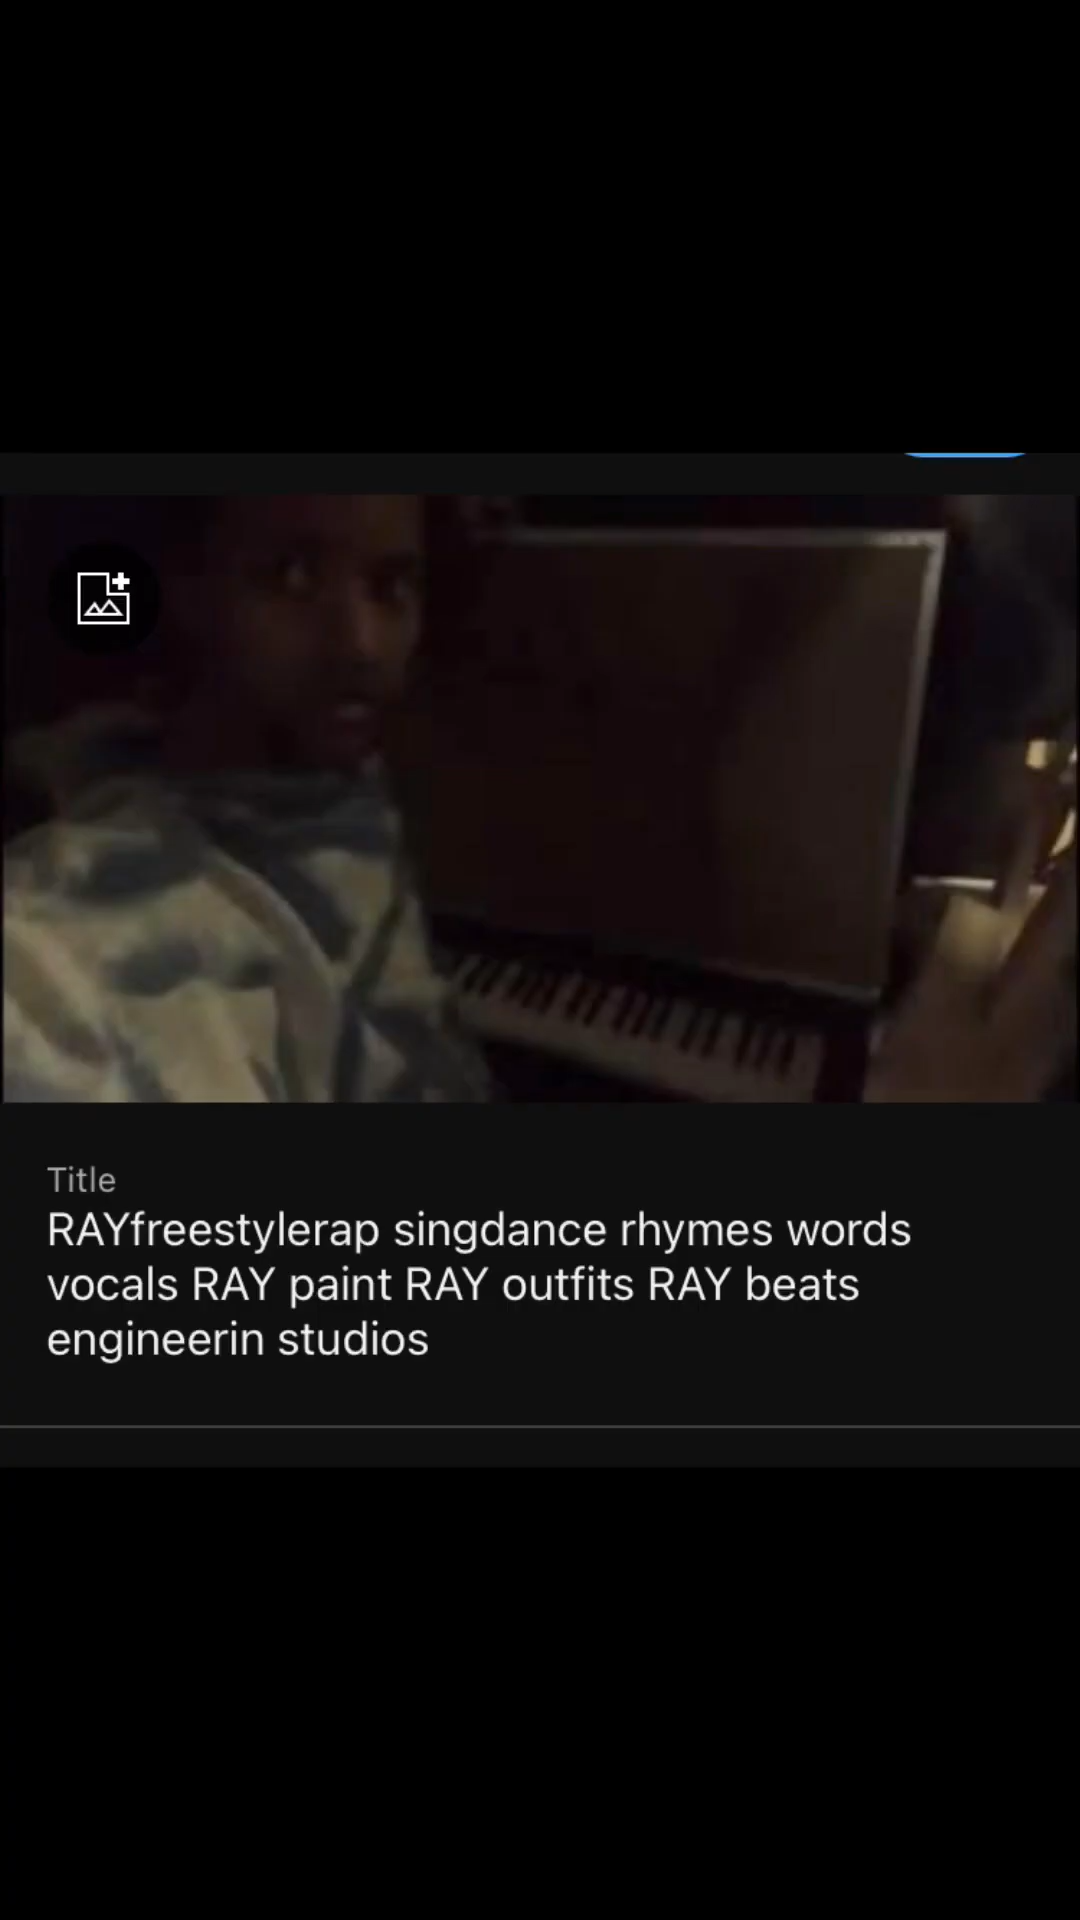 Title
RAYfreestylerap singdance rhymes words
vocals RAY paint RAY outfits RAY beats
engineerin studios